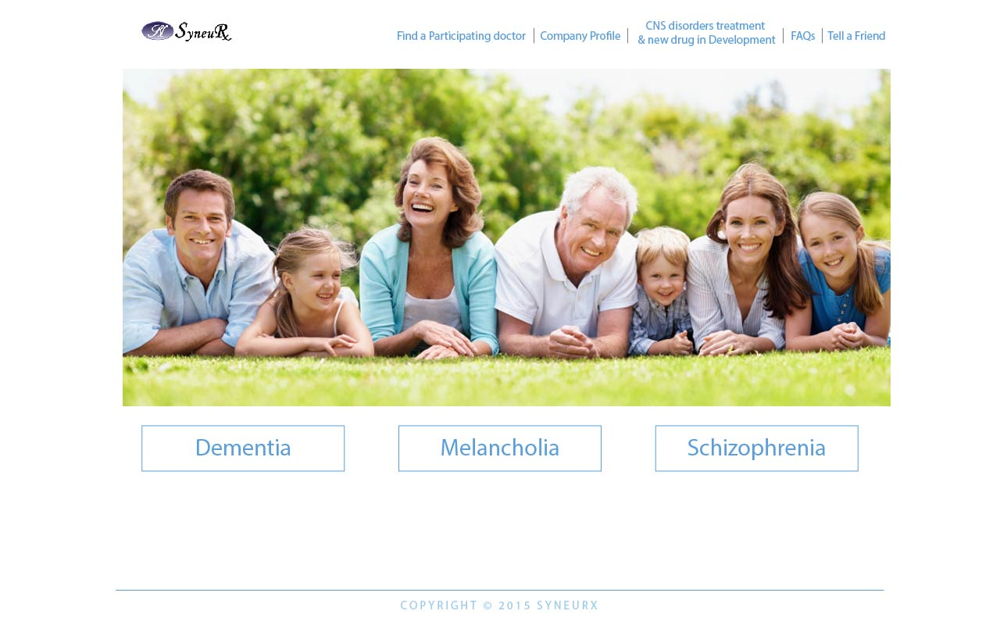 SyneuRx
Find a Participating doctor
Company Profile
CNS disorders treatment
& new drug in Development
FAQs
Tell a Friend
Dementia
Melancholia
Schizophrenia
COPYRIGHT © 2015 SYNEURX